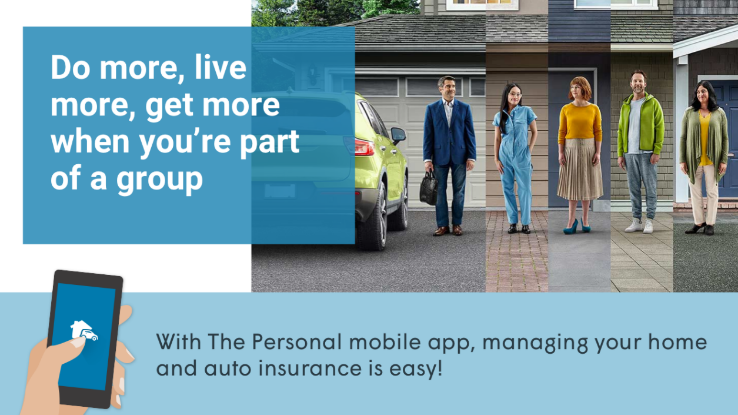 Do more, live
more, get more
when you’re part
of a group
With The Personal mobile app, managing your home
and auto insurance is easy!